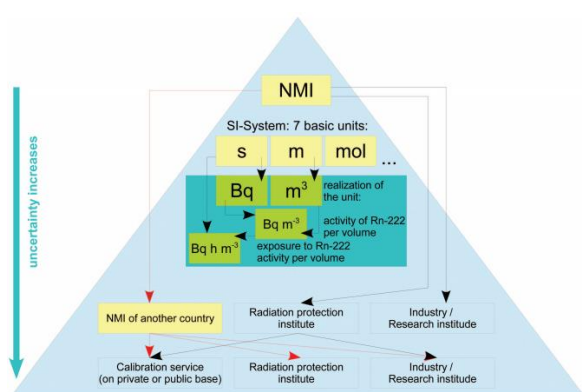 NMI
SI-System: 7 basic units:
s m mol ...
Bq m³ realization of
the unit:
Bq m⁻³ activity of Rn-222
per volume
Bq h m⁻³ exposure to Rn-222
activity per volume
uncertainty increases
NMI of another country
Radiation protection
institute
Industry /
Research institude
Calibration service
(on private or public base)
Radiation protection
institute
Industry /
Research institude